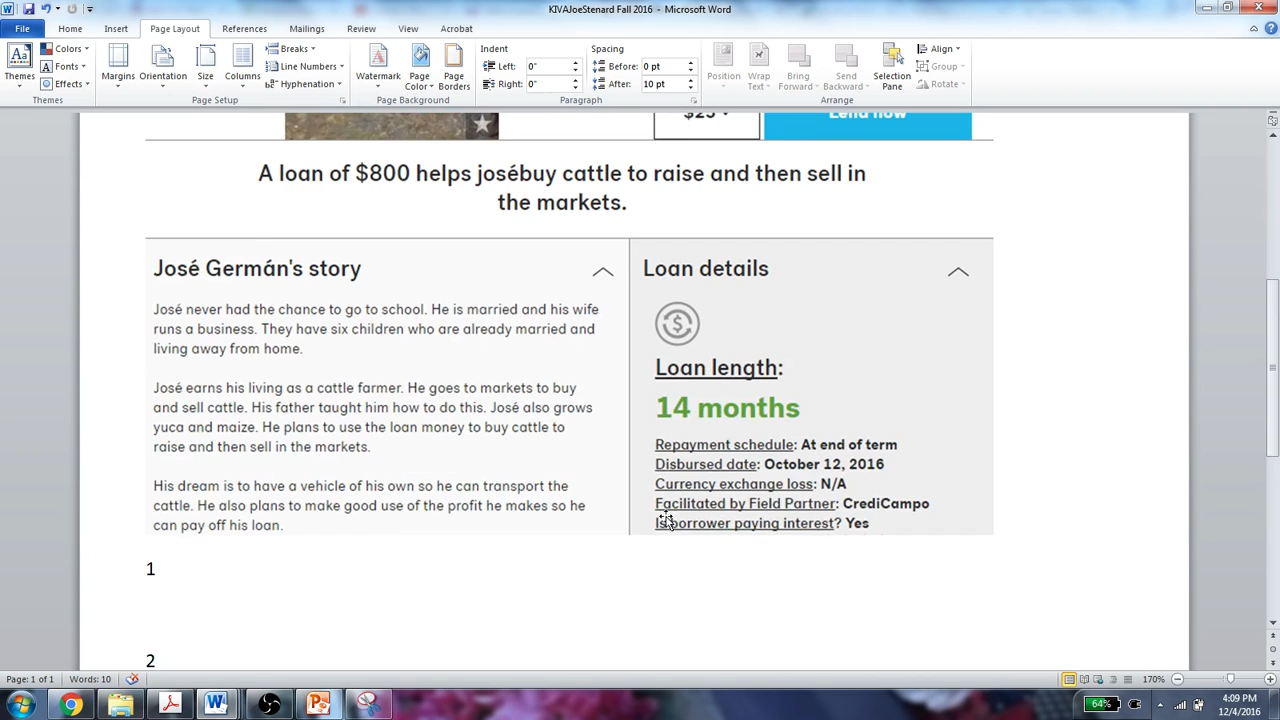 KIVAJoeStenard Fall 2016 - Microsoft Word
File Home Insert Page Layout References Mailings Review View Acrobat
Themes Colors Fonts Effects
Margins Orientation Size Columns Breaks Line Numbers Hyphenation
Watermark Page Color Page Borders
Indent Left: 0" Right: 0"
Spacing Before: 0 pt After: 10 pt
Position Wrap Text Bring Forward Send Backward Selection Pane Align Group Rotate
Themes Page Setup Page Background Paragraph Arrange
$25 Lend now
A loan of $800 helps josébuy cattle to raise and then sell in
the markets.
José Germán's story
José never had the chance to go to school. He is married and his wife
runs a business. They have six children who are already married and
living away from home.
José earns his living as a cattle farmer. He goes to markets to buy
and sell cattle. His father taught him how to do this. José also grows
yuca and maize. He plans to use the loan money to buy cattle to
raise and then sell in the markets.
His dream is to have a vehicle of his own so he can transport the
cattle. He also plans to make good use of the profit he makes so he
can pay off his loan.
Loan details
Loan length:
14 months
Repayment schedule: At end of term
Disbursed date: October 12, 2016
Currency exchange loss: N/A
Facilitated by Field Partner: CrediCampo
Is borrower paying interest? Yes
1
2
Page: 1 of 1 Words: 10 170%
64% 4:09 PM
12/4/2016